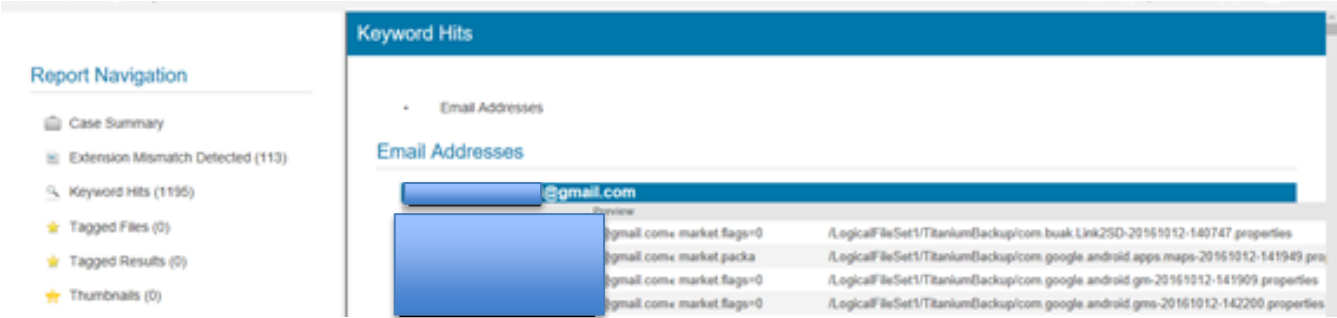 Keyword Hits
Report Navigation
Case Summary
Extension Mismatch Detected (113)
Keyword Hits (1195)
Tagged Files (0)
Tagged Results (0)
Thumbnails (0)
• Email Addresses
Email Addresses
@gmail.com
Preview
@gmail.com« market.flags=0 /LogicalFileSet1/TitaniumBackup/com.buak.Link2SD-20161012-140747.properties
@gmail.com« market.packa /LogicalFileSet1/TitaniumBackup/com.google.android.apps.maps-20161012-141949.pro
@gmail.com« market.flags=0 /LogicalFileSet1/TitaniumBackup/com.google.android.gm-20161012-141909.properties
@gmail.com« market.flags=0 /LogicalFileSet1/TitaniumBackup/com.google.android.gms-20161012-142200.properties